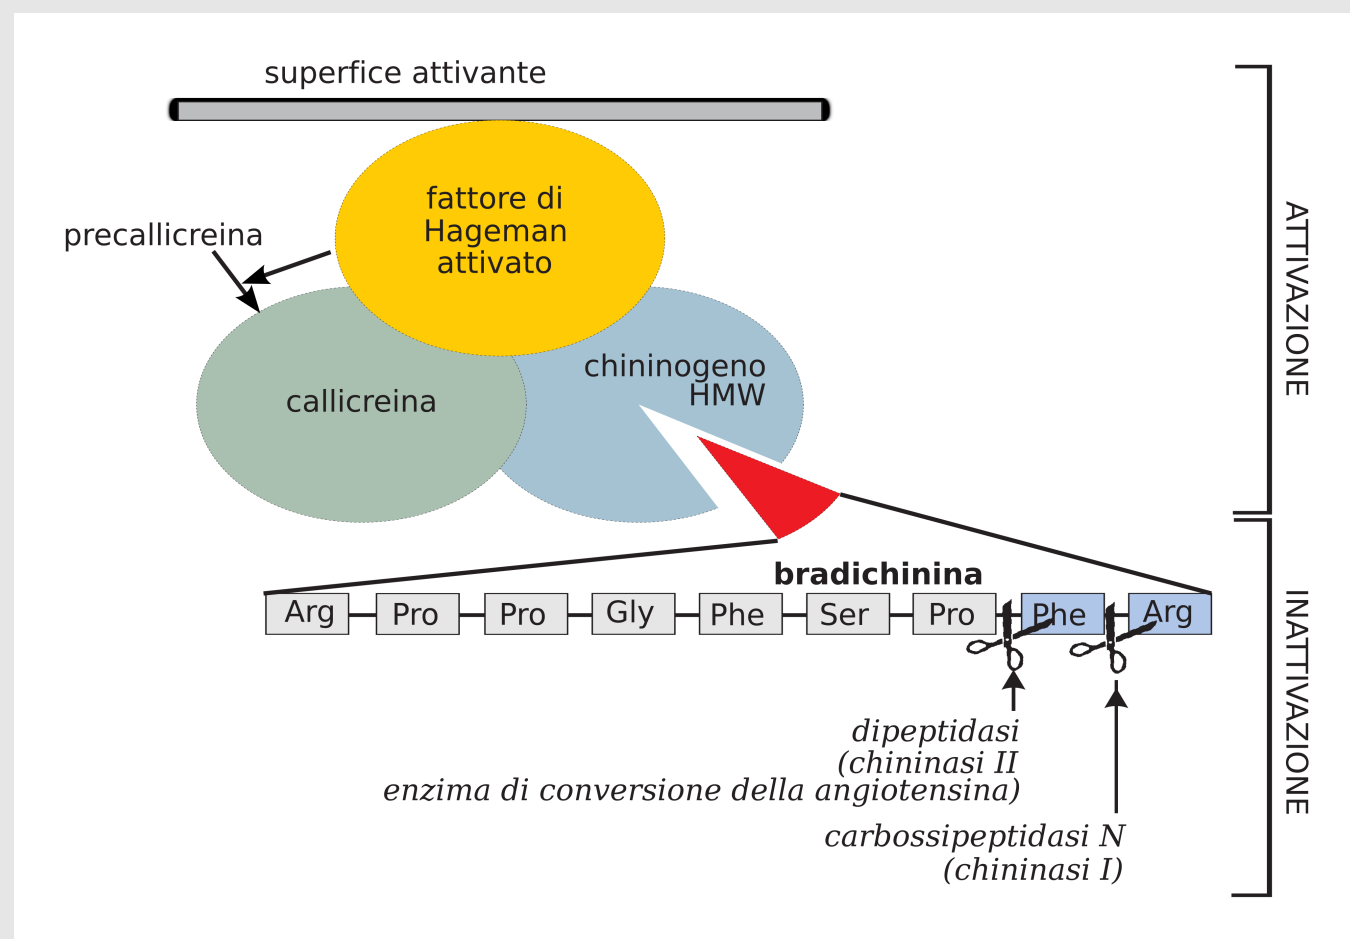 superfice attivante
fattore di
Hageman
attivato
precallicreina
chininogeno
HMW
callicreina
ATTIVAZIONE
bradichinina
Arg Pro Pro Gly Phe Ser Pro Phe Arg
dipeptidasi
(chininasi II
enzima di conversione della angiotensina)
carbossipeptidasi N
(chininasi I)
INATTIVAZIONE